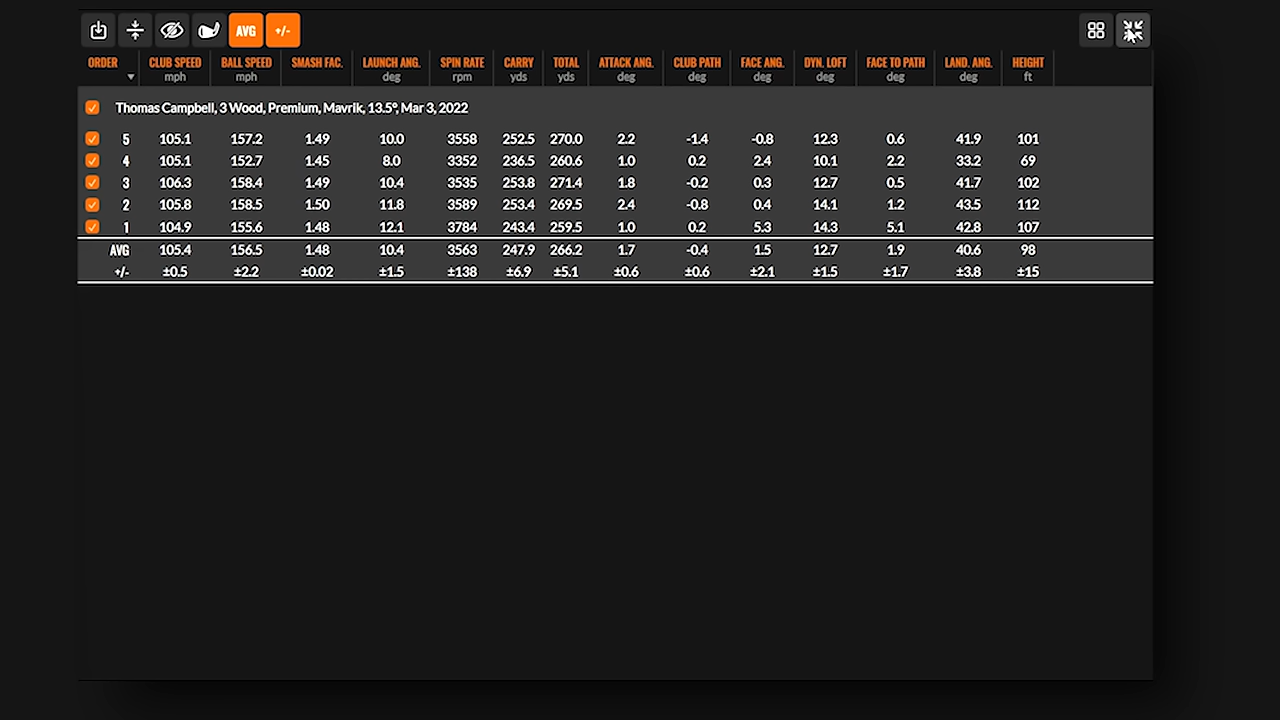 AVG +/-
ORDER CLUB SPEED BALL SPEED SMASH FAC. LAUNCH ANG. SPIN RATE CARRY TOTAL ATTACK ANG. CLUB PATH FACE ANG. DYN. LOFT FACE TO PATH LAND. ANG. HEIGHT
mph mph deg rpm yds yds deg deg deg deg deg deg ft
Thomas Campbell, 3 Wood, Premium, Mavrik, 13.5°, Mar 3, 2022
5 105.1 157.2 1.49 10.0 3558 252.5 270.0 2.2 -1.4 -0.8 12.3 0.6 41.9 101
4 105.1 152.7 1.45 8.0 3352 236.5 260.6 1.0 0.2 2.4 10.1 2.2 33.2 69
3 106.3 158.4 1.49 10.4 3535 253.8 271.4 1.8 -0.2 0.3 12.7 0.5 41.7 102
2 105.8 158.5 1.50 11.8 3589 253.4 269.5 2.4 -0.8 0.4 14.1 1.2 43.5 112
1 104.9 155.6 1.48 12.1 3784 243.4 259.5 1.0 0.2 5.3 14.3 5.1 42.8 107
AVG 105.4 156.5 1.48 10.4 3563 247.9 266.2 1.7 -0.4 1.5 12.7 1.9 40.6 98
+/- ±0.5 ±2.2 ±0.02 ±1.5 ±138 ±6.9 ±5.1 ±0.6 ±0.6 ±2.1 ±1.5 ±1.7 ±3.8 ±15